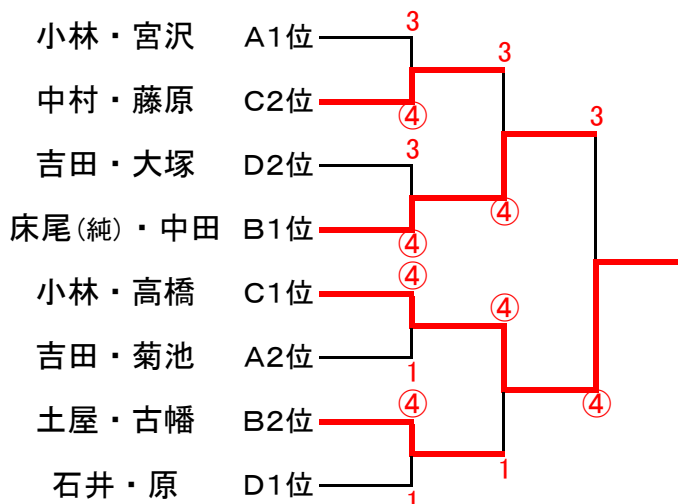 3
小林・宮沢 A1位
3
中村・藤原 C2位
④
3
吉田・大塚 D2位
3
④
床尾(純)・中田 B1位
④
④
小林・高橋 C1位
④
吉田・菊池 A2位
1
④
④
土屋・古幡 B2位
1
石井・原 D1位
1